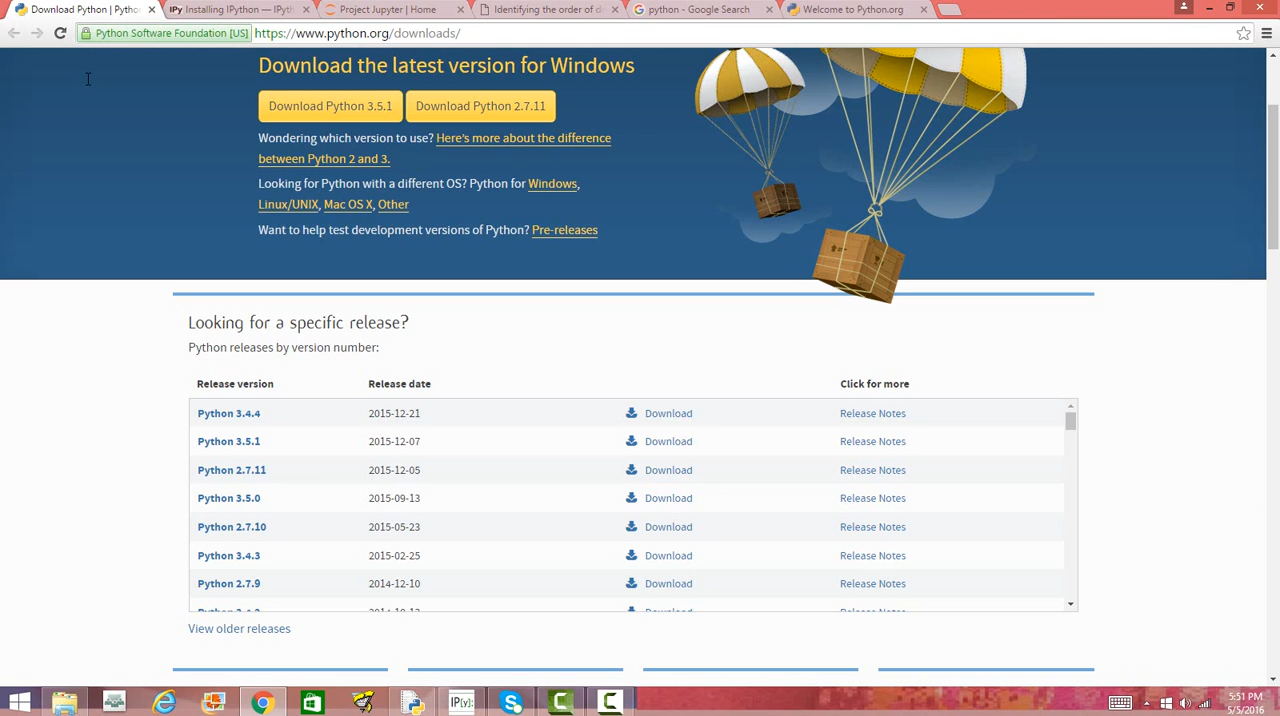 Download Python | Pytho
IPy Installing IPython — IPyth
Project Jupyter | Home
Identifying the order of d
python - Google Search
Welcome to Python.org
Python Software Foundation [US]
https://www.python.org/downloads/
Download the latest version for Windows
Download Python 3.5.1
Download Python 2.7.11
Wondering which version to use? Here's more about the difference
between Python 2 and 3.
Looking for Python with a different OS? Python for Windows,
Linux/UNIX, Mac OS X, Other
Want to help test development versions of Python? Pre-releases
Looking for a specific release?
Python releases by version number:
Release version Release date Click for more
Python 3.4.4 2015-12-21 Download Release Notes
Python 3.5.1 2015-12-07 Download Release Notes
Python 2.7.11 2015-12-05 Download Release Notes
Python 3.5.0 2015-09-13 Download Release Notes
Python 2.7.10 2015-05-23 Download Release Notes
Python 3.4.3 2015-02-25 Download Release Notes
Python 2.7.9 2014-12-10 Download Release Notes
View older releases
IP[y]:
5:51 PM
5/5/2016